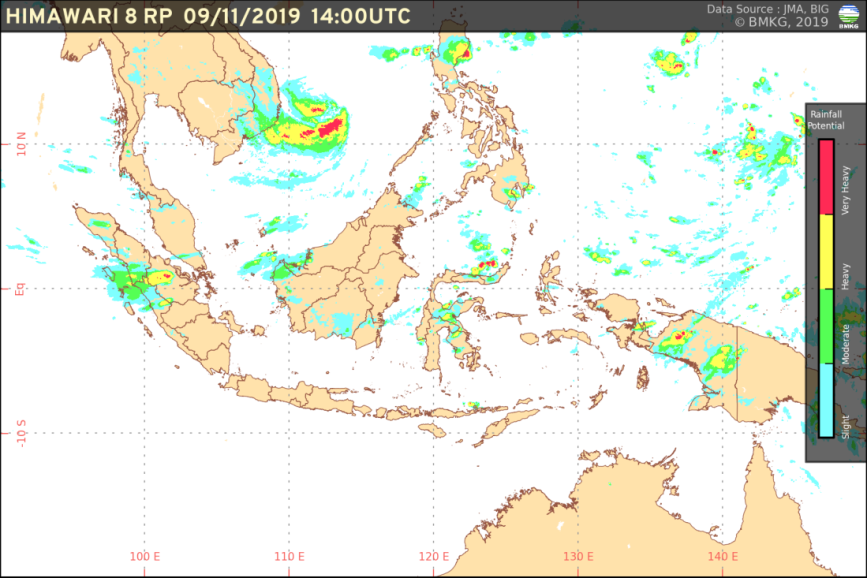 HIMAWARI 8 RP 09/11/2019 14:00UTC
Data Source : JMA, BIG
© BMKG, 2019
BMKG
Rainfall
Potential
Very Heavy
Heavy
Moderate
Slight
10 N
Eq
-10 S
100 E
110 E
120 E
130 E
140 E